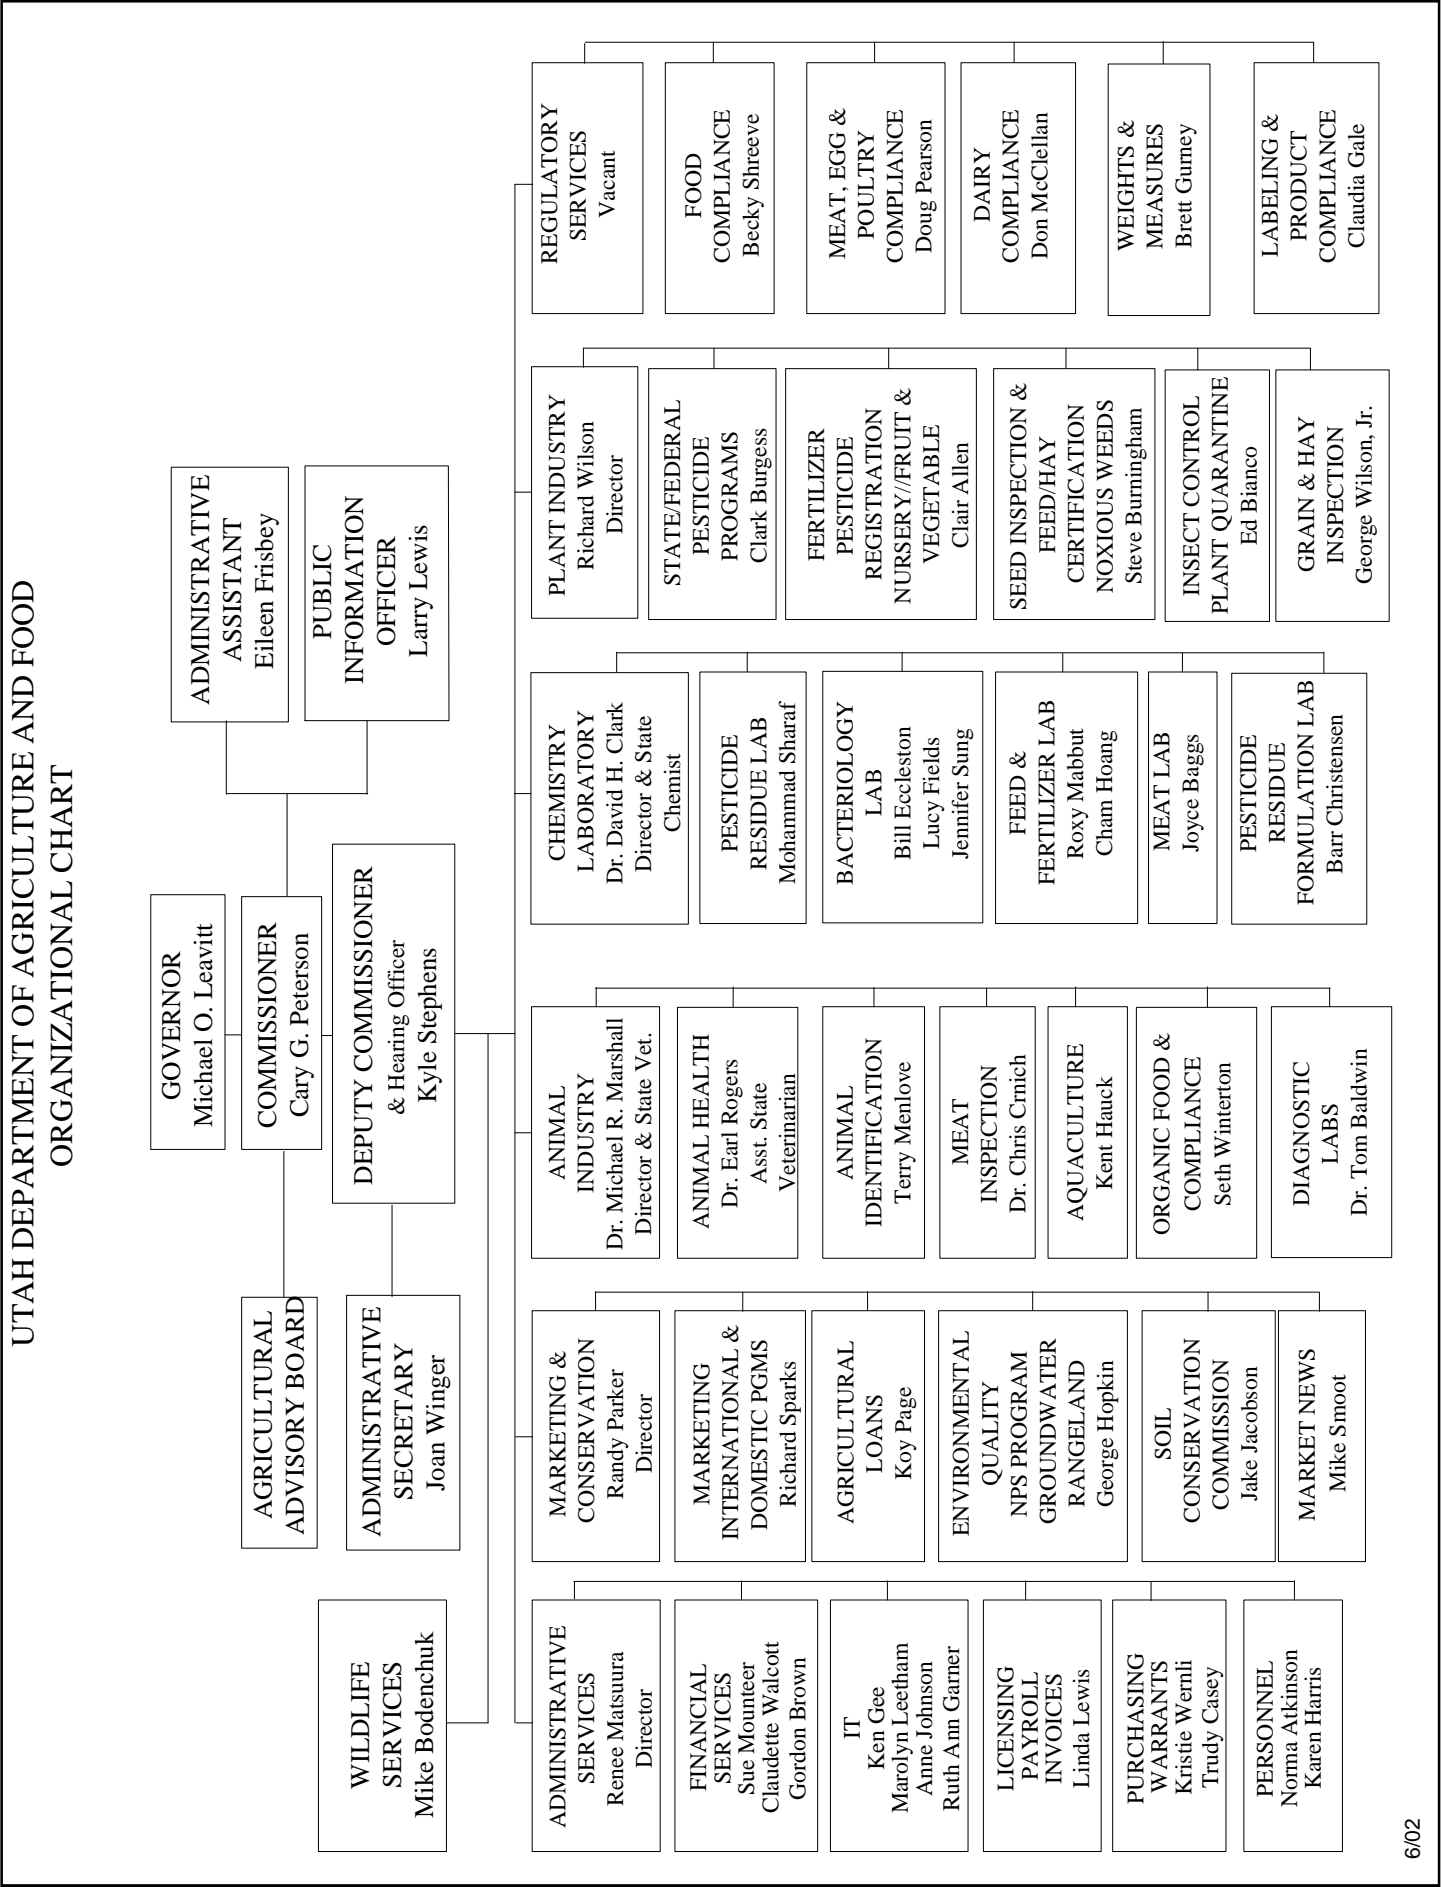 UTAH DEPARTMENT OF AGRICULTURE AND FOOD
ORGANIZATIONAL CHART
GOVERNOR
Michael O. Leavitt
COMMISSIONER
Cary G. Peterson
DEPUTY COMMISSIONER
& Hearing Officer
Kyle Stephens
ADMINISTRATIVE
ASSISTANT
Eileen Frisbey
PUBLIC
INFORMATION
OFFICER
Larry Lewis
AGRICULTURAL
ADVISORY BOARD
ADMINISTRATIVE
SECRETARY
Joan Winger
WILDLIFE
SERVICES
Mike Bodenchuk
ADMINISTRATIVE
SERVICES
Renee Matsuura
Director
FINANCIAL
SERVICES
Sue Mounteer
Claudette Walcott
Gordon Brown
IT
Ken Gee
Marolyn Leetham
Anne Johnson
Ruth Ann Garner
LICENSING
PAYROLL
INVOICES
Linda Lewis
PURCHASING
WARRANTS
Kristie Wernli
Trudy Casey
PERSONNEL
Norma Atkinson
Karen Harris
MARKETING &
CONSERVATION
Randy Parker
Director
MARKETING
INTERNATIONAL &
DOMESTIC PGMS
Richard Sparks
AGRICULTURAL
LOANS
Koy Page
ENVIRONMENTAL
QUALITY
NPS PROGRAM
GROUNDWATER
RANGELAND
George Hopkin
SOIL
CONSERVATION
COMMISSION
Jake Jacobson
MARKET NEWS
Mike Smoot
ANIMAL
INDUSTRY
Dr. Michael R. Marshall
Director & State Vet.
ANIMAL HEALTH
Dr. Earl Rogers
Asst. State
Veterinarian
ANIMAL
IDENTIFICATION
Terry Menlove
MEAT
INSPECTION
Dr. Chris Crnich
AQUACULTURE
Kent Hauck
ORGANIC FOOD &
COMPLIANCE
Seth Winterton
DIAGNOSTIC
LABS
Dr. Tom Baldwin
CHEMISTRY
LABORATORY
Dr. David H. Clark
Director & State
Chemist
PESTICIDE
RESIDUE LAB
Mohammad Sharaf
BACTERIOLOGY
LAB
Bill Eccleston
Lucy Fields
Jennifer Sung
FEED &
FERTILIZER LAB
Roxy Mabbut
Cham Hoang
MEAT LAB
Joyce Baggs
PESTICIDE
RESIDUE
FORMULATION LAB
Barr Christensen
PLANT INDUSTRY
Richard Wilson
Director
STATE/FEDERAL
PESTICIDE
PROGRAMS
Clark Burgess
FERTILIZER
PESTICIDE
REGISTRATION
NURSERY//FRUIT &
VEGETABLE
Clair Allen
SEED INSPECTION &
FEED/HAY
CERTIFICATION
NOXIOUS WEEDS
Steve Burningham
INSECT CONTROL
PLANT QUARANTINE
Ed Bianco
GRAIN & HAY
INSPECTION
George Wilson, Jr.
REGULATORY
SERVICES
Vacant
FOOD
COMPLIANCE
Becky Shreeve
MEAT, EGG &
POULTRY
COMPLIANCE
Doug Pearson
DAIRY
COMPLIANCE
Don McClellan
WEIGHTS &
MEASURES
Brett Gurney
LABELING &
PRODUCT
COMPLIANCE
Claudia Gale
6/02